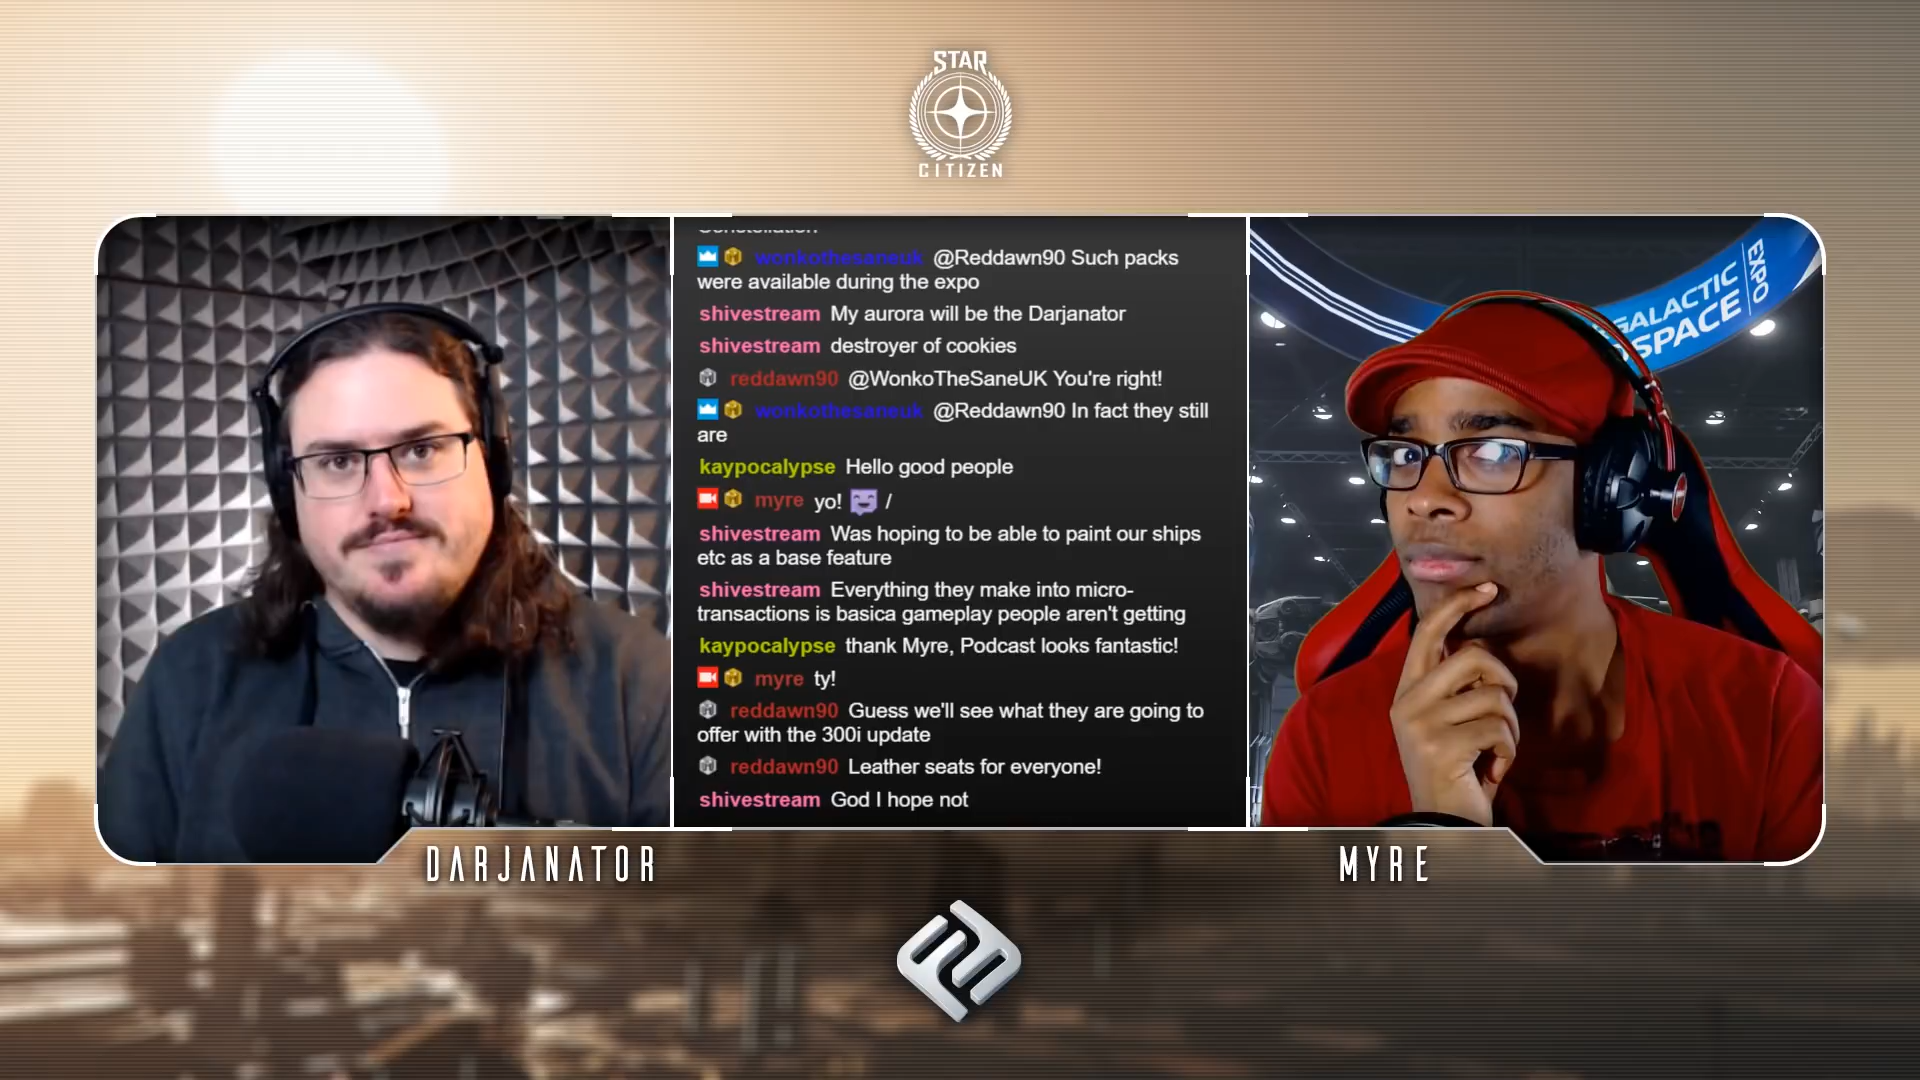 STAR
CITIZEN
Constellation
wonkothesaneuk @Reddawn90 Such packs
were available during the expo
shivestream My aurora will be the Darjanator
shivestream destroyer of cookies
reddawn90 @WonkoTheSaneUK You're right!
wonkothesaneuk @Reddawn90 In fact they still
are
kaypocalypse Hello good people
myre yo! /
shivestream Was hoping to be able to paint our ships
etc as a base feature
shivestream Everything they make into micro-
transactions is basica gameplay people aren't getting
kaypocalypse thank Myre, Podcast looks fantastic!
myre ty!
reddawn90 Guess we'll see what they are going to
offer with the 300i update
reddawn90 Leather seats for everyone!
shivestream God I hope not
GALACTIC
SPACE
EXPO
DARJANATOR
MYRE